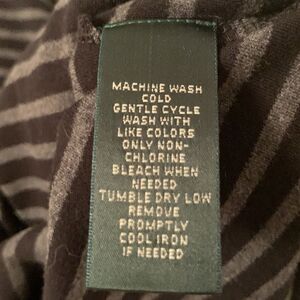 MACHINE WASH
COLD
GENTLE CYCLE
WASH WITH
LIKE COLORS
ONLY NON-
CHLORINE
BLEACH WHEN
NEEDED
TUMBLE DRY LOW
REMOVE
PROMPTLY
COOL IRON
IF NEEDED